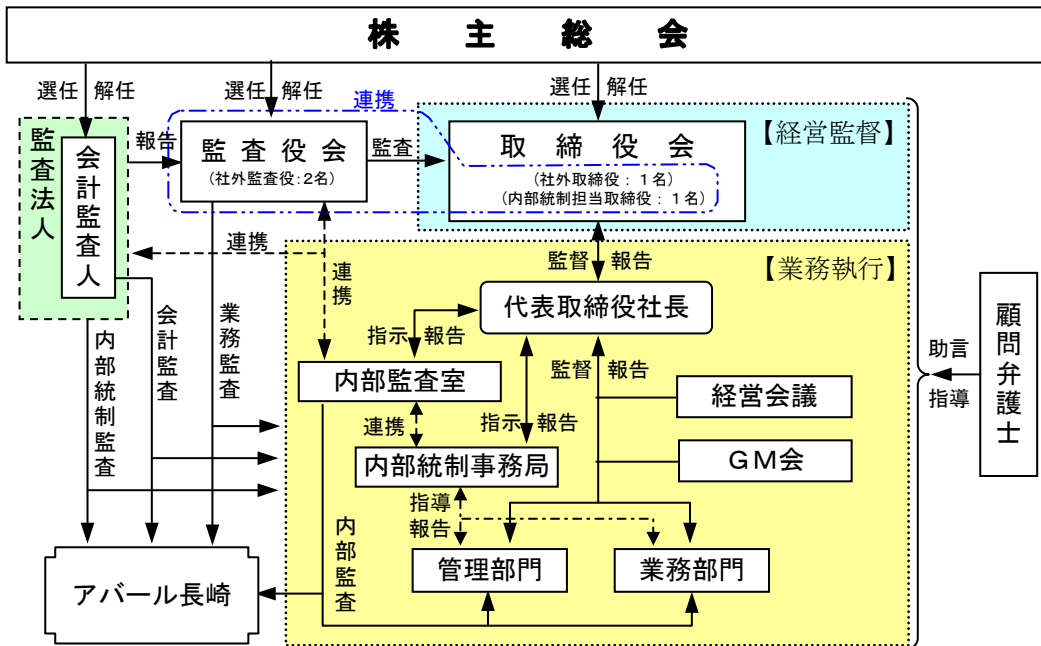 株主総会
選任 解任
選任 解任
選任 解任
連携
監査法人
会計監査人
報告
監査役会
(社外監査役:2名)
監査
取締役会
(社外取締役：１名)
(内部統制担当取締役：１名)
【経営監督】
連携
連携
監督 報告
【業務執行】
代表取締役社長
指示 報告
内部監査室
監督 報告
経営会議
連携
指示 報告
内部統制事務局
ＧＭ会
指導
報告
管理部門
業務部門
内部統制監査
会計監査
業務監査
内部監査
アバール長崎
助言
指導
顧問弁護士